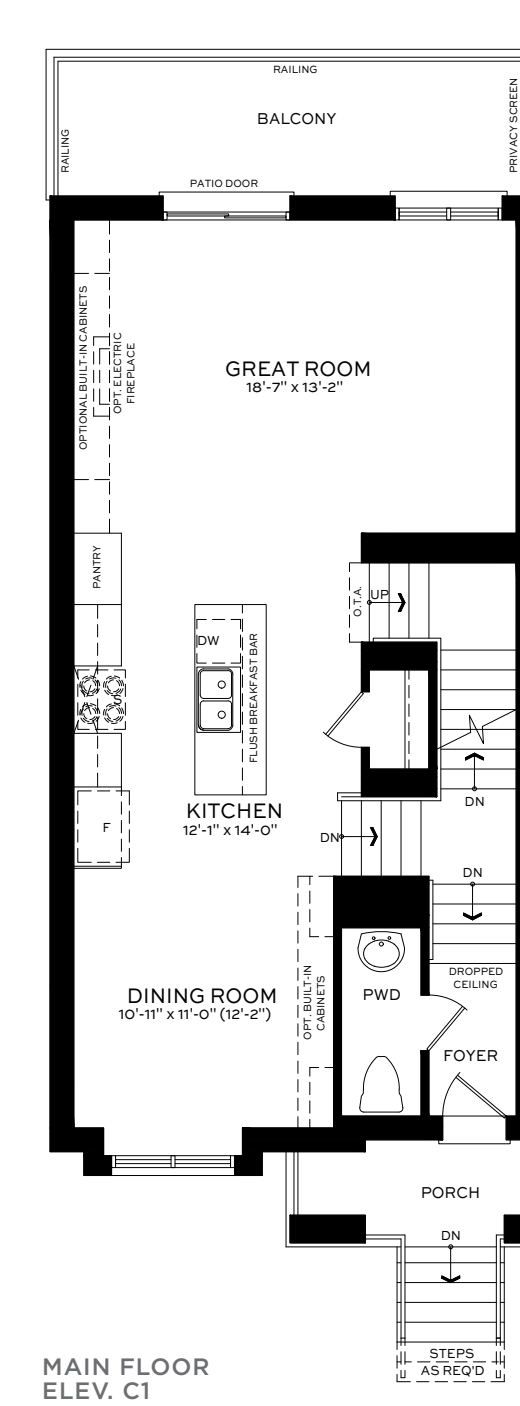 RAILING
BALCONY
RAILING
PRIVACY SCREEN
PATIO DOOR
OPTIONAL BUILT-IN CABINETS
OPT. ELECTRIC
FIREPLACE
GREAT ROOM
18'-7" x 13'-2"
PANTRY
O.T.A.
UP
DW
S
FLUSH BREAKFAST BAR
DN
KITCHEN
12'-1" x 14'-0"
F
DN
DN
DROPPED
CEILING
OPT. BUILT-IN
CABINETS
PWD
DINING ROOM
10'-11" x 11'-0" (12'-2")
FOYER
PORCH
DN
STEPS
AS REQ'D
MAIN FLOOR
ELEV. C1